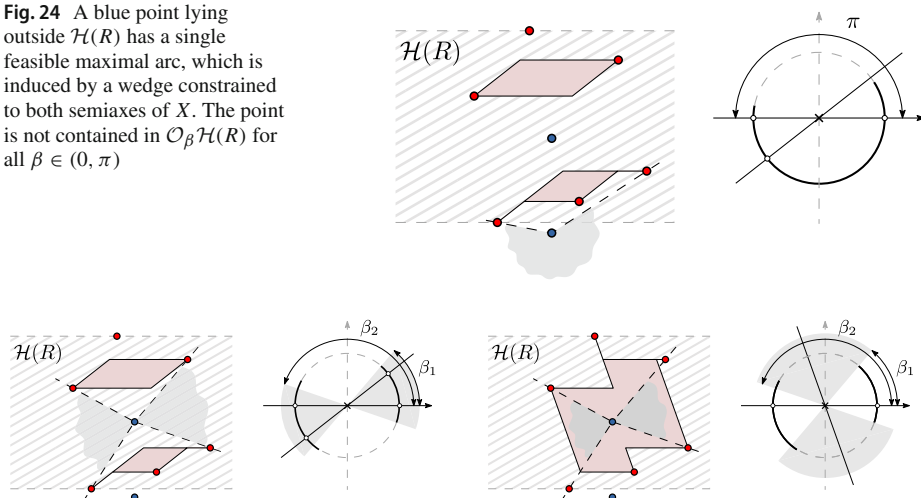 Fig. 24 A blue point lying
outside ℋ(R) has a single
feasible maximal arc, which is
induced by a wedge constrained
to both semiaxes of X. The point
is not contained in 𝒪βℋ(R) for
all β ∈ (0, π)
ℋ(R)
π
ℋ(R)
β2
β1
ℋ(R)
β2
β1